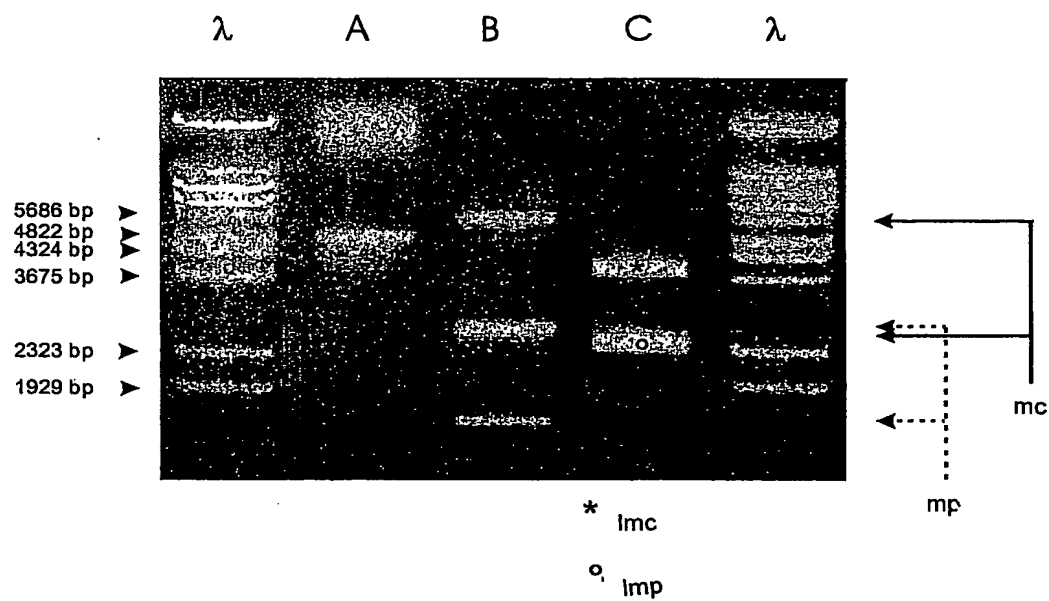 λ A B C λ
5686 bp
4822 bp
4324 bp
3675 bp
2323 bp
1929 bp
mc
mp
* lmc
o lmp